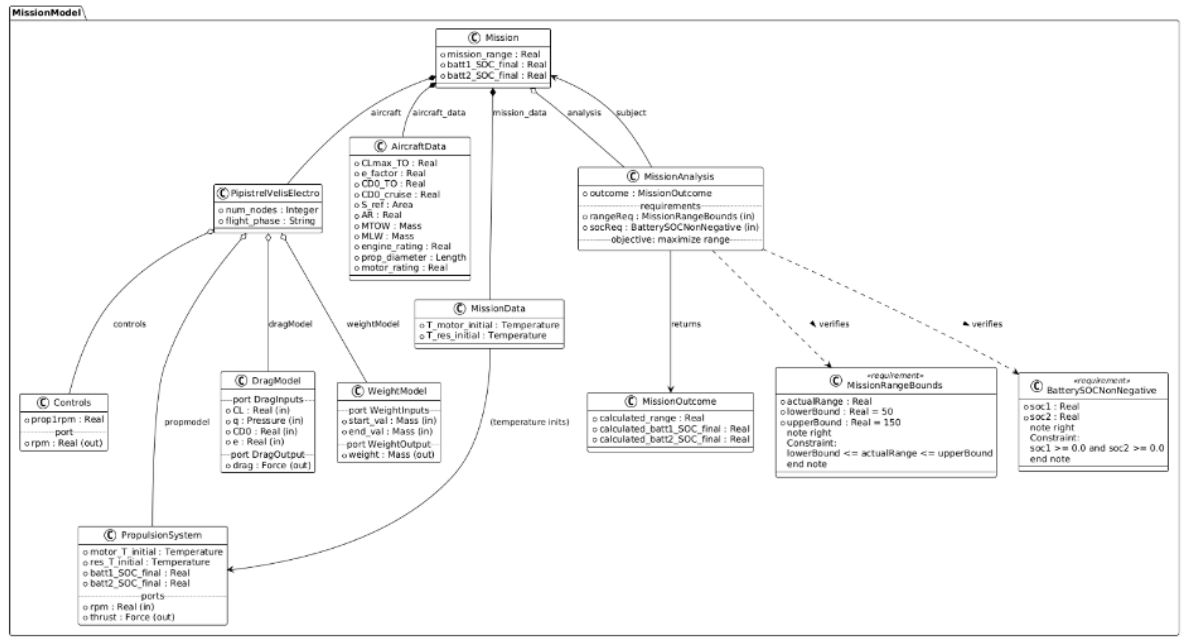 MissionModel
C Mission
mission_range : Real
batt1_SOC_final : Real
batt2_SOC_final : Real
aircraft
aircraft_data
mission_data
analysis
subject
C AircraftData
CLmax_TO : Real
e_factor : Real
CD0_TO : Real
CD0_cruise : Real
S_ref : Area
AR : Real
MTOW : Mass
MLW : Mass
engine_rating : Real
prop_diameter : Length
motor_rating : Real
C MissionAnalysis
outcome : MissionOutcome
requirements
rangeReq : MissionRangeBounds (in)
socReq : BatterySOCNonNegative (in)
objective: maximize range
C PipistrelVelisElectro
num_nodes : Integer
flight_phase : String
C MissionData
T_motor_initial : Temperature
T_res_initial : Temperature
controls
dragModel
weightModel
returns
verifies
verifies
C Controls
prop1rpm : Real
port
rpm : Real (out)
propmodel
C DragModel
port DragInputs
CL : Real (in)
q : Pressure (in)
CD0 : Real (in)
e : Real (in)
port DragOutput
drag : Force (out)
C WeightModel
port WeightInputs
start_val : Mass (in)
end_val : Mass (in)
port WeightOutput
weight : Mass (out)
(temperature inits)
C MissionOutcome
calculated_range : Real
calculated_batt1_SOC_final : Real
calculated_batt2_SOC_final : Real
C «requirement»
MissionRangeBounds
actualRange : Real
lowerBound : Real = 50
upperBound : Real = 150
note right
Constraint:
lowerBound <= actualRange <= upperBound
end note
C «requirement»
BatterySOCNonNegative
soc1 : Real
soc2 : Real
note right
Constraint:
soc1 >= 0.0 and soc2 >= 0.0
end note
C PropulsionSystem
motor_T_initial : Temperature
res_T_initial : Temperature
batt1_SOC_final : Real
batt2_SOC_final : Real
ports
rpm : Real (in)
thrust : Force (out)